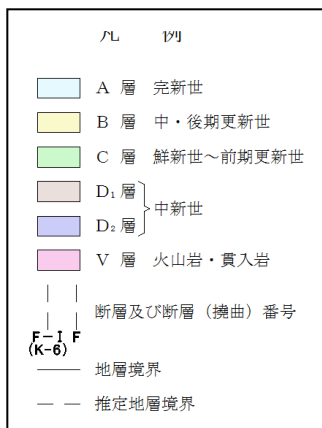 凡 例
A 層 完新世
B 層 中・後期更新世
C 層 鮮新世～前期更新世
D₁ 層
中新世
D₂ 層
V 層 火山岩・貫入岩
断層及び断層（撓曲）番号
F－I F
(K-6)
地層境界
推定地層境界